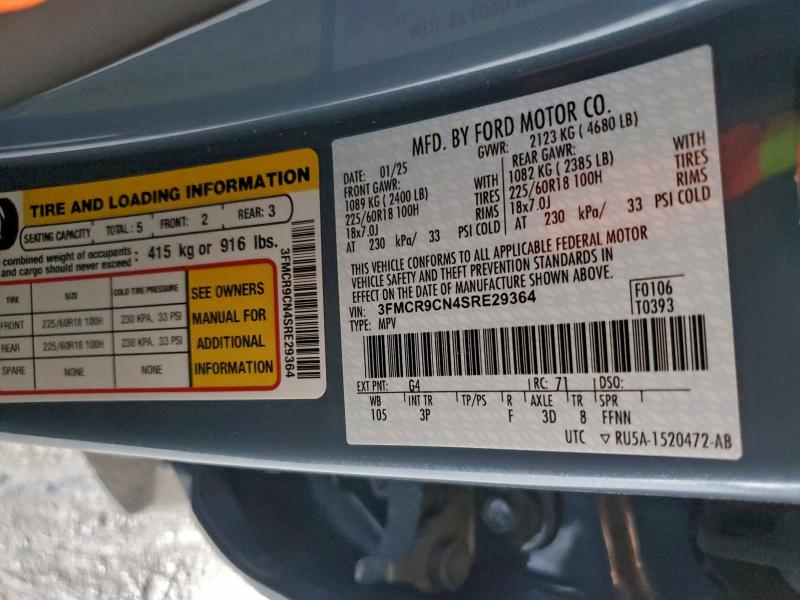 TIRE AND LOADING INFORMATION
SEATING CAPACITY TOTAL: 5 FRONT: 2 REAR: 3
combined weight of occupants and cargo should never exceed: 415 kg or 916 lbs.
TIRE SIZE COLD TIRE PRESSURE
FRONT 225/60R18 100H 230 KPA, 33 PSI
REAR 225/60R18 100H 230 KPA, 33 PSI
SPARE NONE NONE
SEE OWNERS
MANUAL FOR
ADDITIONAL
INFORMATION
3FMCR9CN4SRE29364
MFD. BY FORD MOTOR CO.
DATE: 01/25 GVWR: 2123 KG ( 4680 LB)
FRONT GAWR: REAR GAWR:
1089 KG ( 2400 LB) WITH 1082 KG ( 2385 LB) WITH
225/60R18 100H TIRES 225/60R18 100H TIRES
18x7.0J RIMS 18x7.0J RIMS
AT 230 kPa/ 33 PSI COLD AT 230 kPa/ 33 PSI COLD
THIS VEHICLE CONFORMS TO ALL APPLICABLE FEDERAL MOTOR
VEHICLE SAFETY AND THEFT PREVENTION STANDARDS IN
EFFECT ON THE DATE OF MANUFACTURE SHOWN ABOVE.
VIN: 3FMCR9CN4SRE29364 F0106
TYPE: MPV T0393
EXT PNT: G4 RC: 71 DSO:
WB INT TR TP/PS R AXLE TR SPR
105 3P F 3D 8 FFNN
UTC ▽ RU5A-1520472-AB